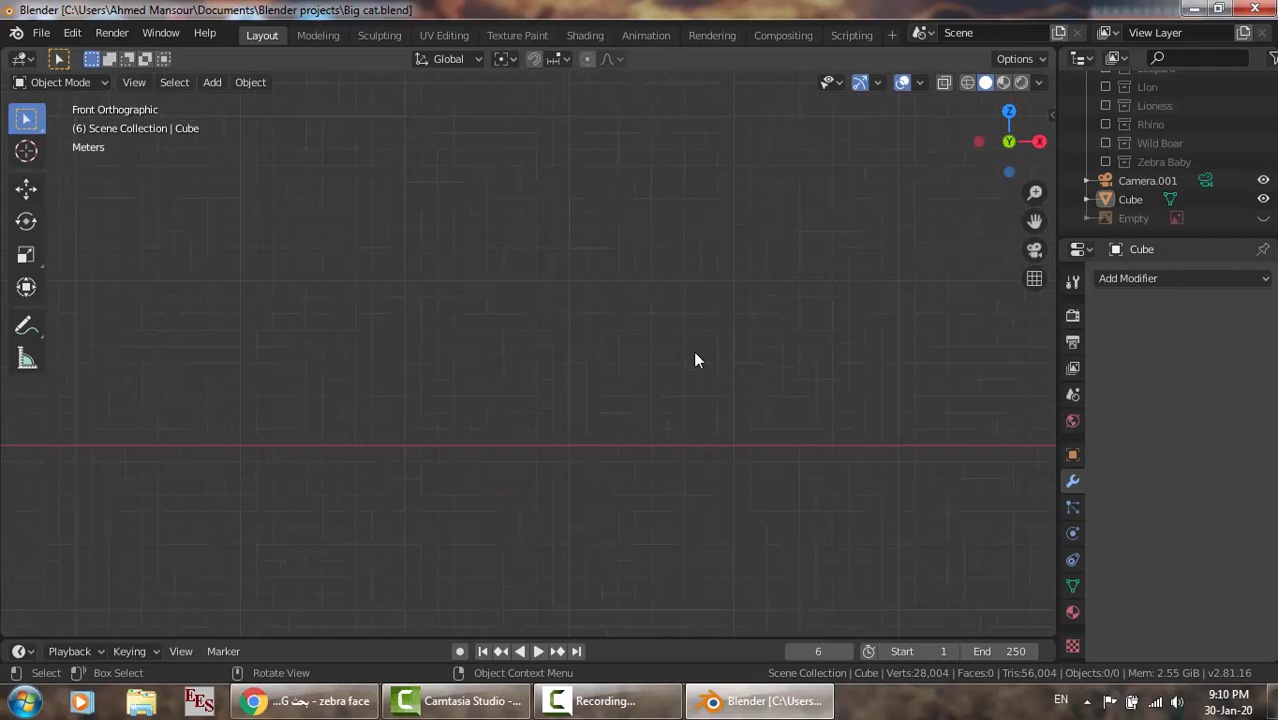 Blender [C:\Users\Ahmed Mansour\Documents\Blender projects\Big cat.blend]
File Edit Render Window Help
Layout Modeling Sculpting UV Editing Texture Paint Shading Animation Rendering Compositing Scripting
Scene
View Layer
Global
Options
Object Mode View Select Add Object
Front Orthographic
(6) Scene Collection | Cube
Meters
Z
Y
X
LIon
Lioness
Rhino
Wild Boar
Zebra Baby
Camera.001
Cube
Empty
Cube
Add Modifier
Playback Keying View Marker
6
Start 1
End 250
Select
Box Select
Rotate View
Object Context Menu
Scene Collection | Cube | Verts:28,004 | Faces:0 | Tris:56,004 | Objects:0/0 | Mem: 2.55 GiB | v2.81.16
EES
...G بحث - zebra face
Camtasia Studio -...
Recording...
Blender [C:\Users...
EN
9:10 PM
30-Jan-20